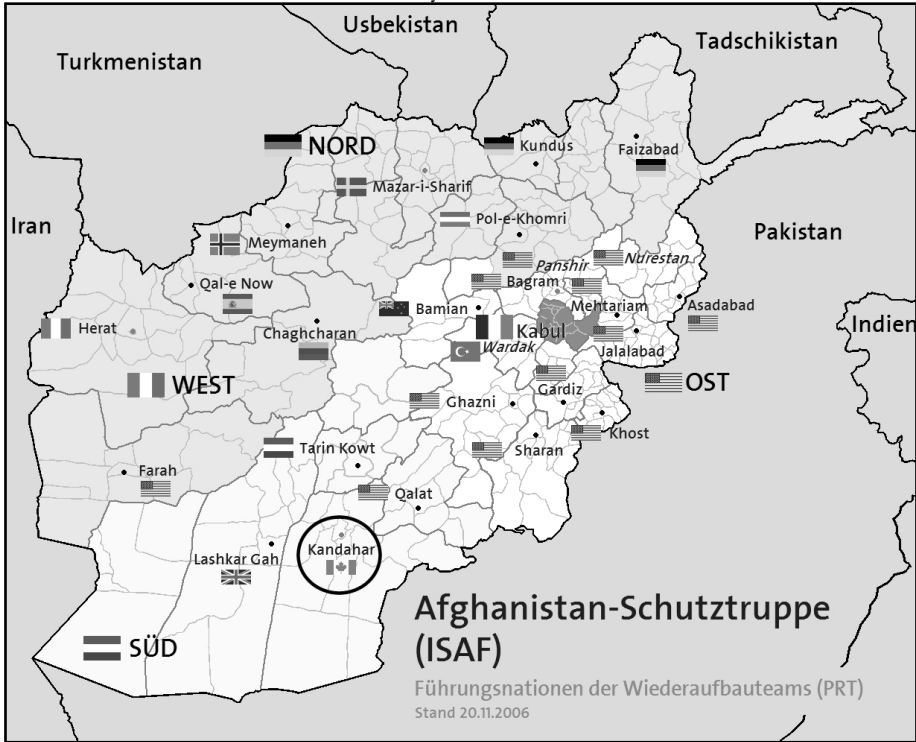 Usbekistan
Tadschikistan
Turkmenistan
NORD
Kundus
Faizabad
Mazar-i-Sharif
Iran
Pol-e-Khomri
Pakistan
Meymaneh
Panshir
Nurestan
Qal-e Now
Bagram
Bamian
Mehtariam
Asadabad
Herat
Chaghcharan
Kabul
Indien
Wardak
Jalalabad
WEST
OST
Gardiz
Ghazni
Khost
Tarin Kowt
Sharan
Farah
Qalat
Kandahar
Lashkar Gah
Afghanistan-Schutztruppe
(ISAF)
SÜD
Führungsnationen der Wiederaufbauteams (PRT)
Stand 20.11.2006